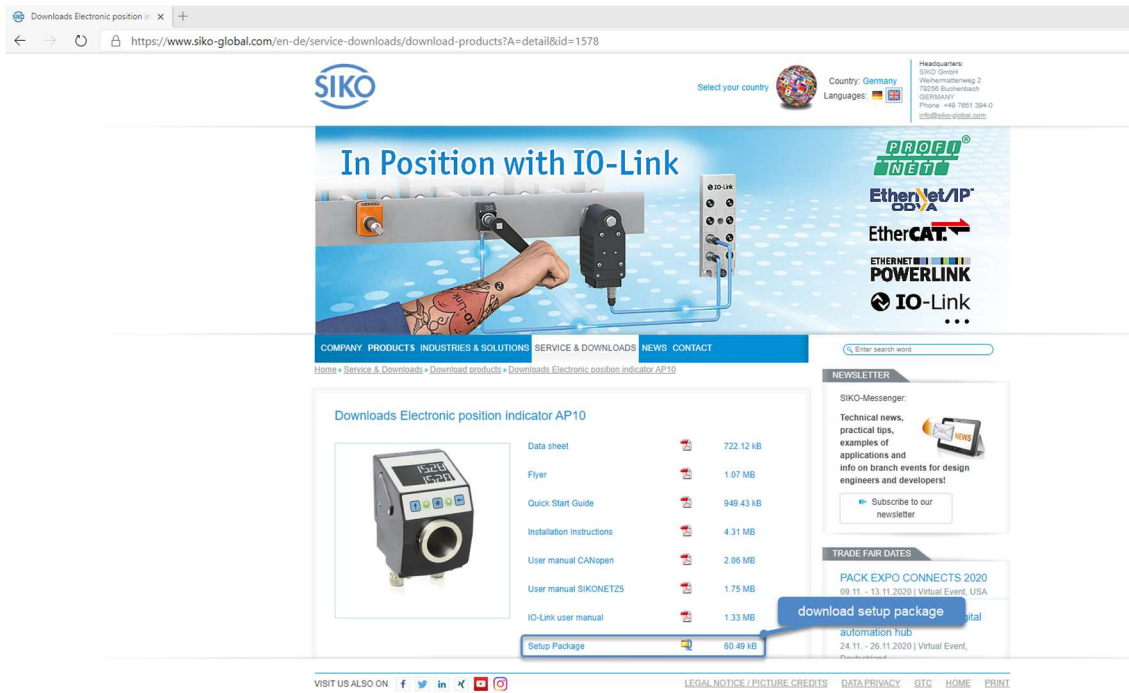 Downloads Electronic position in
https://www.siko-global.com/en-de/service-downloads/download-products?A=detail&id=1578
SIKO
Select your country
Country: Germany
Languages:
Headquarters:
SIKO GmbH
Weihermattenweg 2
79256 Buchenbach
GERMANY
Phone +49 7661 394-0
info@siko-global.com
In Position with IO-Link
PROFI
NET
EtherNet/IP
ODVA
EtherCAT.
ETHERNET
POWERLINK
IO-Link
IO-Link
IO-Link
COMPANY PRODUCTS INDUSTRIES & SOLUTIONS SERVICE & DOWNLOADS NEWS CONTACT
Enter search word
Home » Service & Downloads » Download products » Downloads Electronic position indicator AP10
Downloads Electronic position indicator AP10
1520
1528
Data sheet 722.12 kB
Flyer 1.07 MB
Quick Start Guide 949.43 kB
Installation Instructions 4.31 MB
User manual CANopen 2.06 MB
User manual SIKONETZ5 1.75 MB
IO-Link user manual 1.33 MB
Setup Package 60.49 kB
download setup package
NEWSLETTER
SIKO-Messenger:
Technical news,
practical tips,
examples of
applications and
info on branch events for design
engineers and developers!
NEWS
Subscribe to our
newsletter
TRADE FAIR DATES
PACK EXPO CONNECTS 2020
09.11. - 13.11.2020 | Virtual Event, USA
automation hub
24.11. - 26.11.2020 | Virtual Event,
VISIT US ALSO ON
LEGAL NOTICE / PICTURE CREDITS DATA PRIVACY GTC HOME PRINT